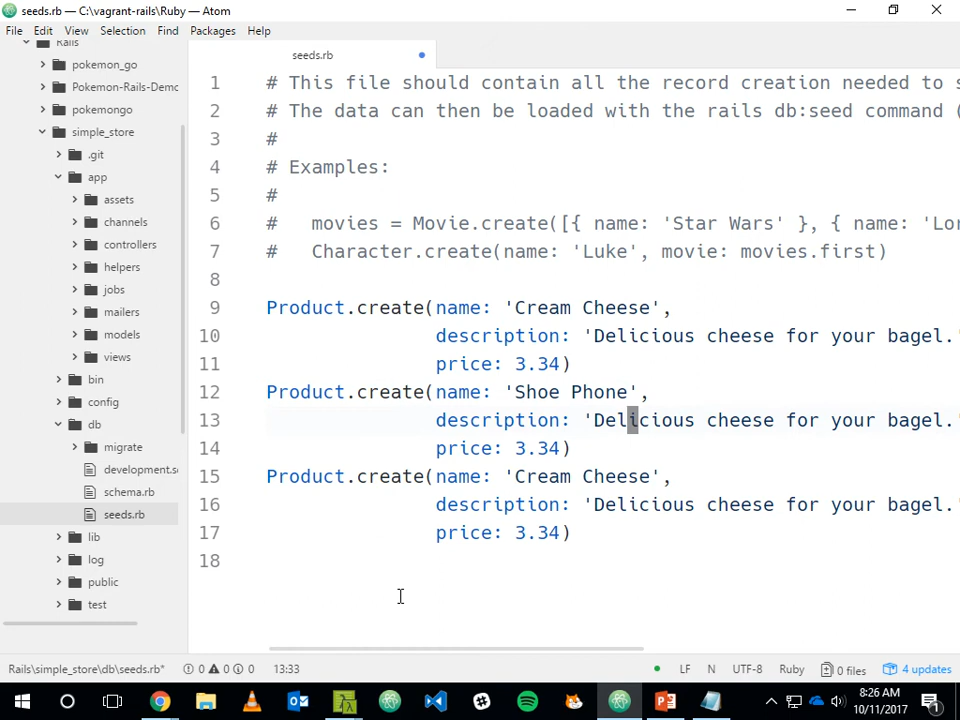 seeds.rb — C:\vagrant-rails\Ruby — Atom
File Edit View Selection Find Packages Help
Rails
pokemon_go
Pokemon-Rails-Demo
pokemongo
simple_store
.git
app
assets
channels
controllers
helpers
jobs
mailers
models
views
bin
config
db
migrate
development.s
schema.rb
seeds.rb
lib
log
public
test
seeds.rb
1 # This file should contain all the record creation needed to s
2 # The data can then be loaded with the rails db:seed command (
3 #
4 # Examples:
5 #
6 #   movies = Movie.create([{ name: 'Star Wars' }, { name: 'Lor
7 #   Character.create(name: 'Luke', movie: movies.first)
8
9 Product.create(name: 'Cream Cheese',
10 description: 'Delicious cheese for your bagel.'
11 price: 3.34)
12 Product.create(name: 'Shoe Phone',
13 description: 'Delicious cheese for your bagel.'
14 price: 3.34)
15 Product.create(name: 'Cream Cheese',
16 description: 'Delicious cheese for your bagel.'
17 price: 3.34)
18
Rails\simple_store\db\seeds.rb* 0 0 0 13:33 LF N UTF-8 Ruby 0 files 4 updates
8:26 AM
10/11/2017
1